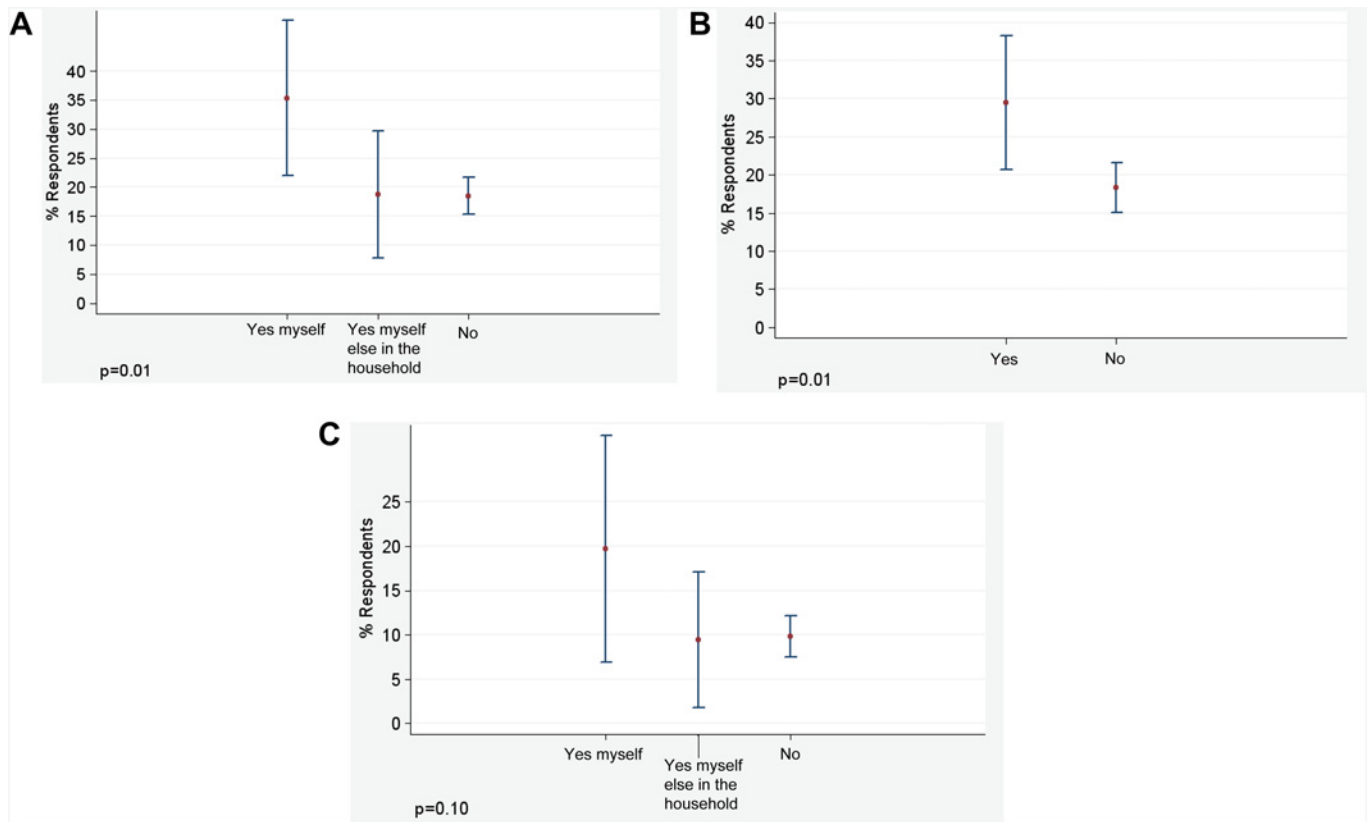 A
% Respondents
40
35
30
25
20
15
10
5
0
Yes myself
Yes myself
else in the
household
No
p=0.01
B
% Respondents
40
35
30
25
20
15
10
5
0
Yes
No
p=0.01
C
% Respondents
25
20
15
10
5
0
Yes myself
Yes myself
else in the
household
No
p=0.10